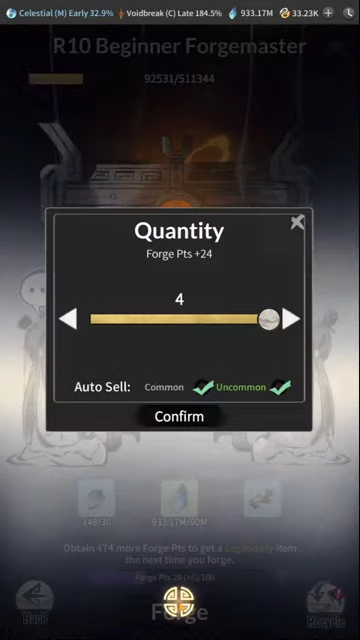 Celestial (M) Early 32.9% Voidbreak (C) Late 184.5% 933.17M 33.23K
R10 Beginner Forgemaster
92531/511344
Quantity
Forge Pts +24
4
Auto Sell: Common Uncommon
Confirm
148/30 933.17M/90M
Obtain 474 more Forge Pts to get a Legendary item
the next time you forge.
Back Forge Recycle